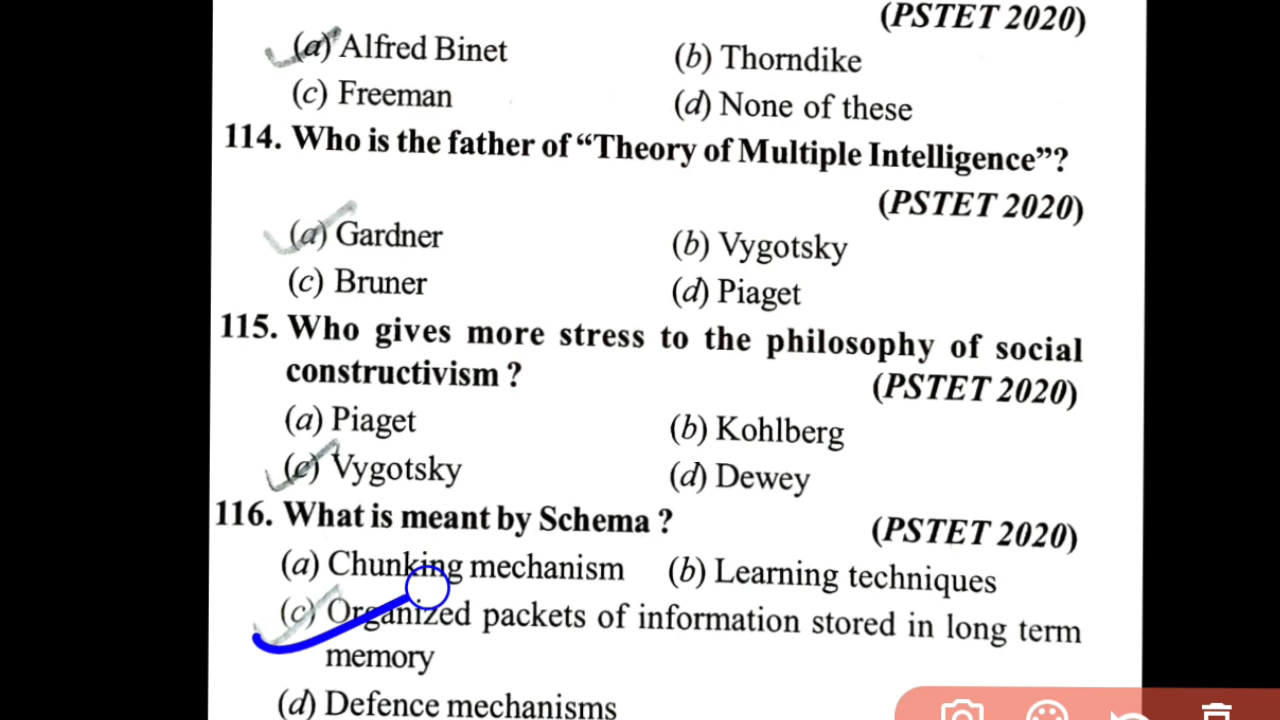 (PSTET 2020)
(a) Alfred Binet (b) Thorndike
(c) Freeman (d) None of these
114. Who is the father of “Theory of Multiple Intelligence”?
(PSTET 2020)
(a) Gardner (b) Vygotsky
(c) Bruner (d) Piaget
115. Who gives more stress to the philosophy of social
constructivism ? (PSTET 2020)
(a) Piaget (b) Kohlberg
(c) Vygotsky (d) Dewey
116. What is meant by Schema ? (PSTET 2020)
(a) Chunking mechanism (b) Learning techniques
(c) Organized packets of information stored in long term
memory
(d) Defence mechanisms